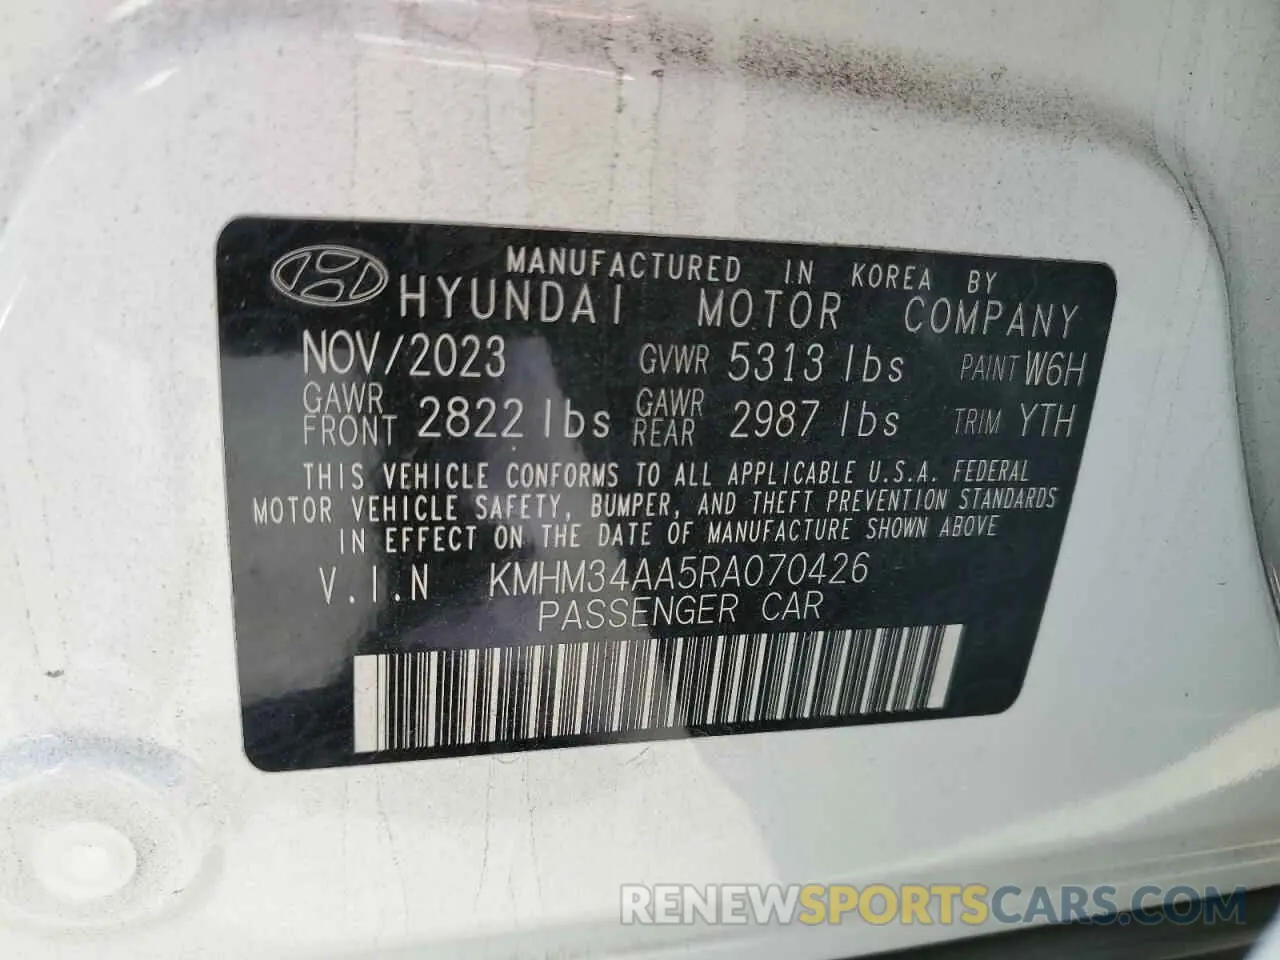 MANUFACTURED IN KOREA BY
HYUNDAI MOTOR COMPANY
NOV/2023 GVWR 5313 lbs PAINT W6H
GAWR FRONT 2822 lbs GAWR REAR 2987 lbs TRIM YTH
THIS VEHICLE CONFORMS TO ALL APPLICABLE U.S.A. FEDERAL
MOTOR VEHICLE SAFETY, BUMPER, AND THEFT PREVENTION STANDARDS
IN EFFECT ON THE DATE OF MANUFACTURE SHOWN ABOVE
V.I.N KMHM34AA5RA070426
PASSENGER CAR
RENEWSPORTSCARS.COM